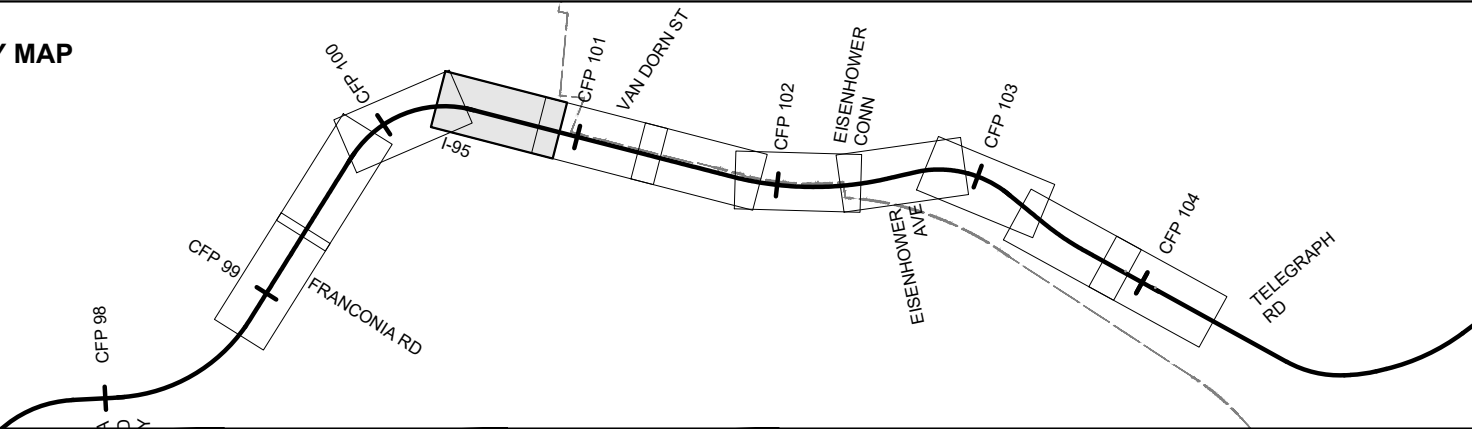 Y MAP
CFP 100
CFP 101
VAN DORN ST
CFP 102
EISENHOWER
CONN
CFP 103
I-95
CFP 104
CFP 99
EISENHOWER
AVE
TELEGRAPH
RD
FRANCONIA RD
CFP 98
A
D
Y